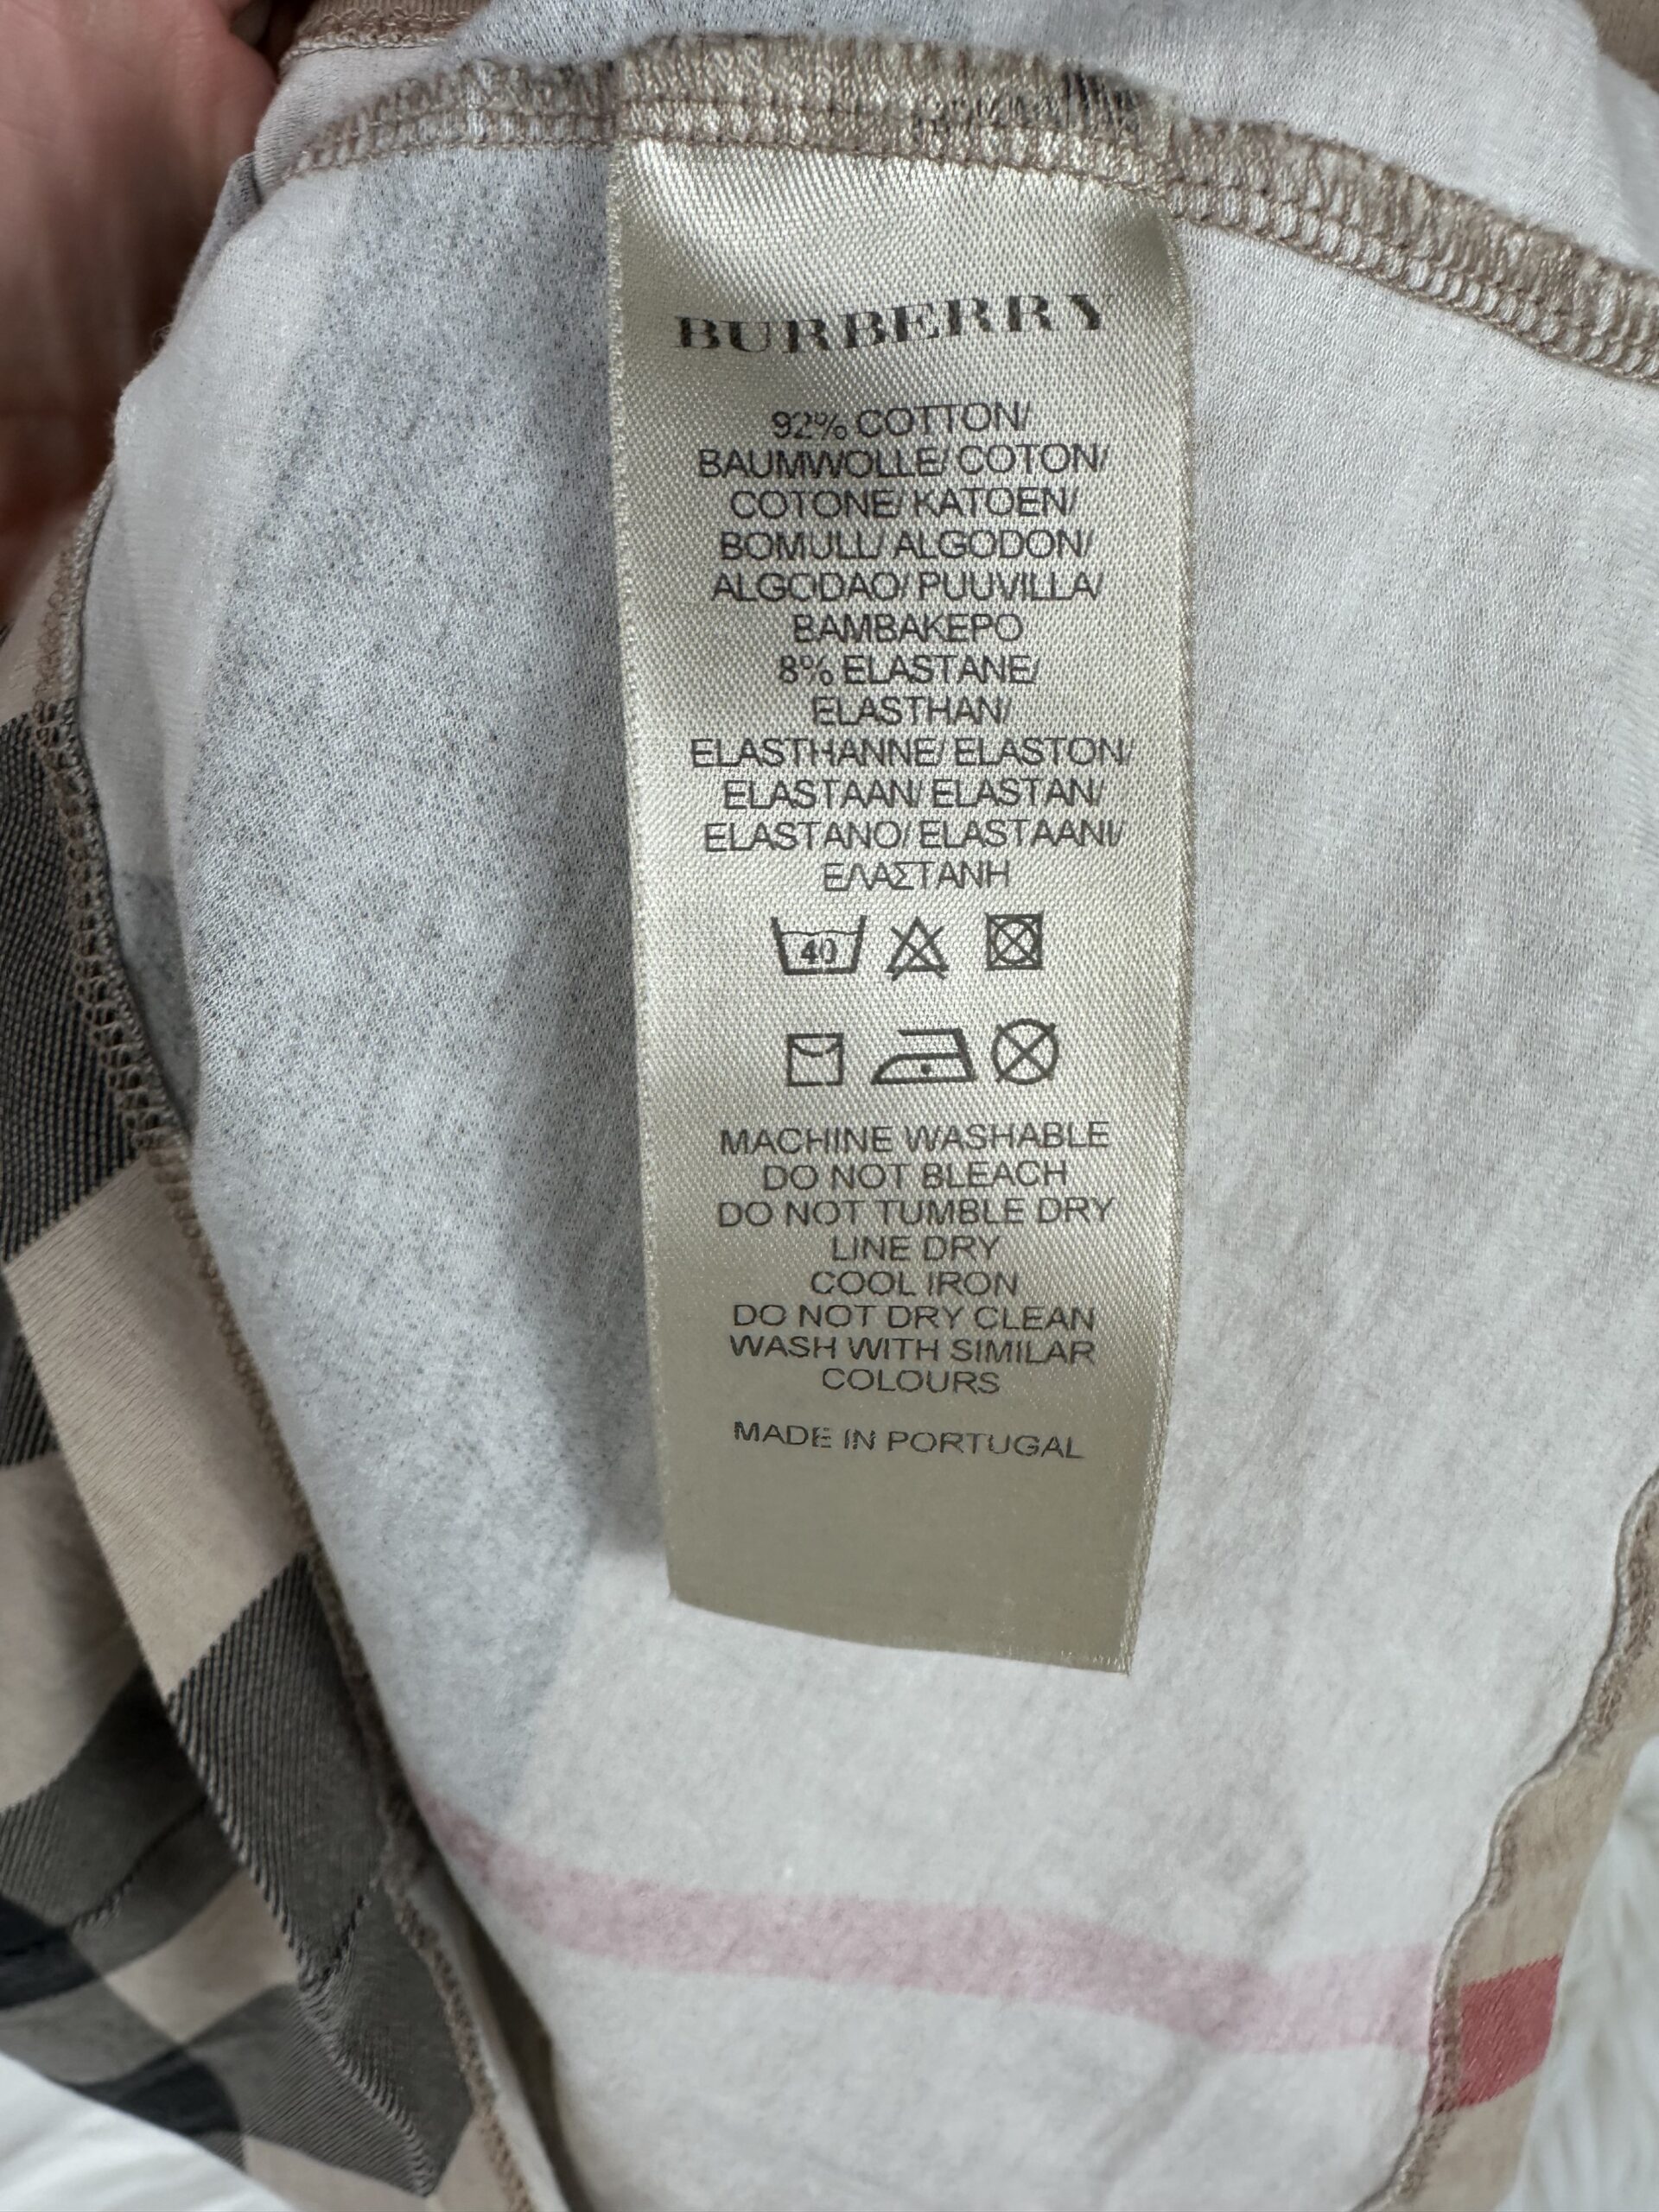 BURBERRY
92% COTTON/
BAUMWOLLE/ COTON/
COTONE/ KATOEN/
BOMULL/ ALGODON/
ALGODAO/ PUUVILLA/
BAMBAKEPO
8% ELASTANE/
ELASTHAN/
ELASTHANNE/ ELASTON/
ELASTAAN/ ELASTAN/
ELASTANO/ ELASTAANI/
ΕΛΑΣΤΑΝΗ
40
MACHINE WASHABLE
DO NOT BLEACH
DO NOT TUMBLE DRY
LINE DRY
COOL IRON
DO NOT DRY CLEAN
WASH WITH SIMILAR
COLOURS
MADE IN PORTUGAL